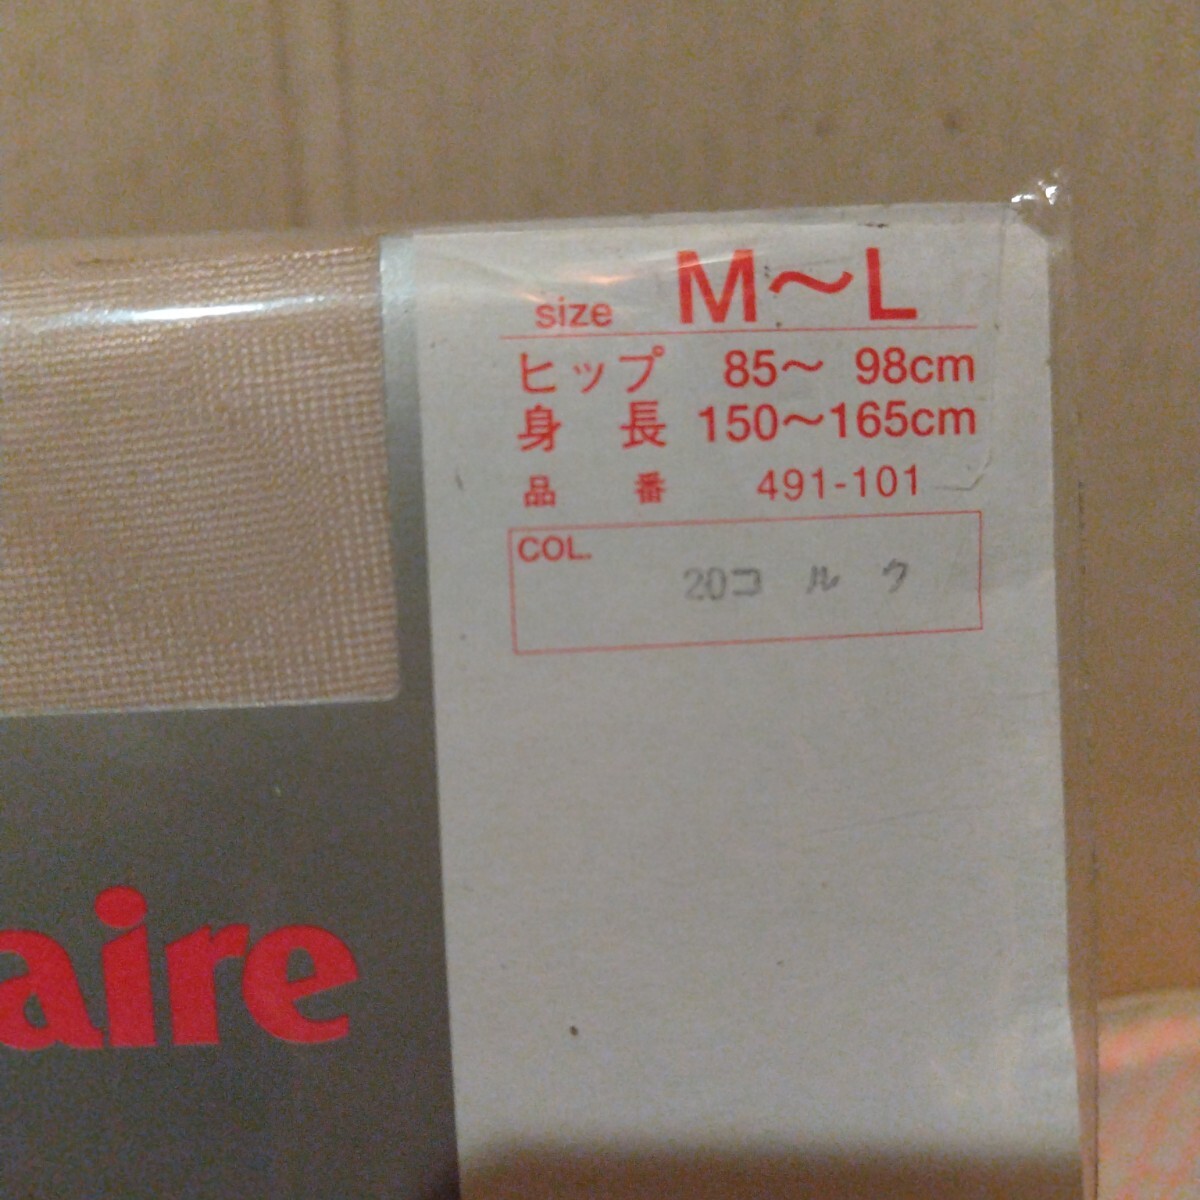 size M～L
ヒップ 85～ 98cm
身 長 150～165cm
品 番 491-101
COL.
20コ ル ク
aire